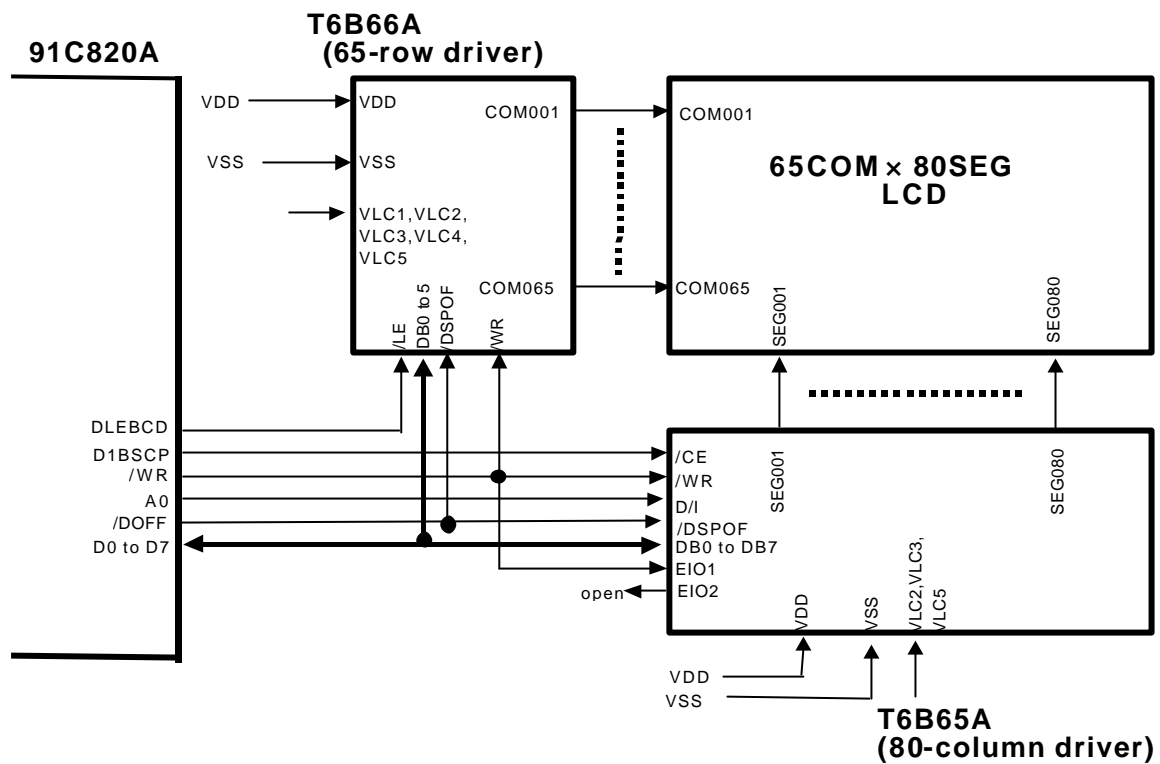 T6B66A
(65-row driver)
91C820A
VDD
VDD
COM001
COM001
VSS
VSS
65COM × 80SEG
LCD
VLC1,VLC2,
VLC3,VLC4,
VLC5
COM065
COM065
/LE
DB0 to 5
/DSPOF
/WR
SEG001
SEG080
DLEBCD
D1BSCP
/WR
A0
/DOFF
D0 to D7
/CE
/WR
D/I
/DSPOF
DB0 to DB7
EIO1
open
EIO2
SEG001
SEG080
VDD
VSS
VLC2,VLC3,
VLC5
VDD
VSS
T6B65A
(80-column driver)